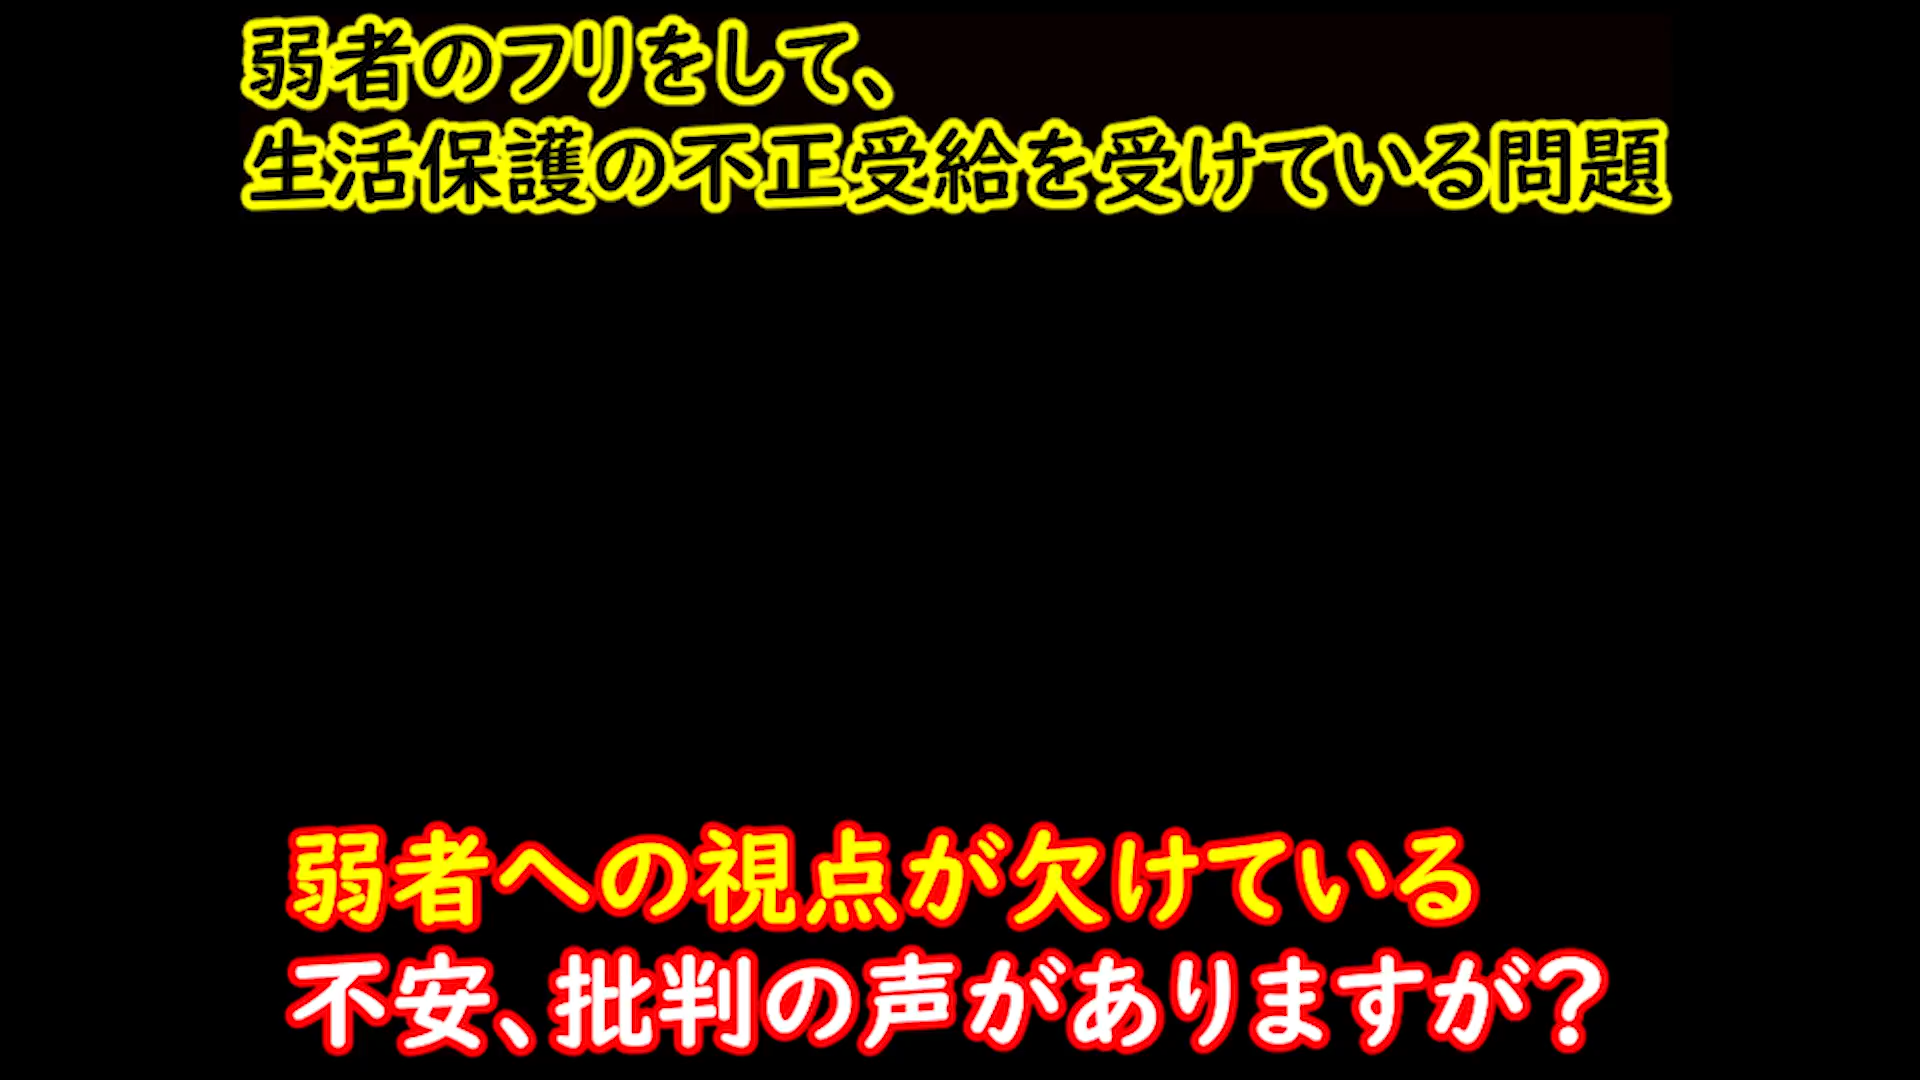 弱者のフリをして、
生活保護の不正受給を受けている問題
弱者への視点が欠けている
不安、批判の声がありますが?